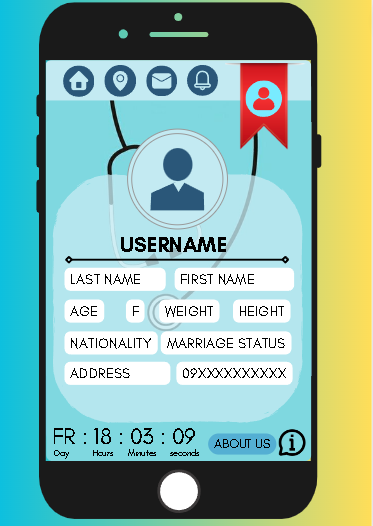 USERNAME
LAST NAME FIRST NAME
AGE F WEIGHT HEIGHT
NATIONALITY MARRIAGE STATUS
ADDRESS 09XXXXXXXXXX
FR : 18 : 03 : 09 ABOUT US i
Day Hours Minutes seconds